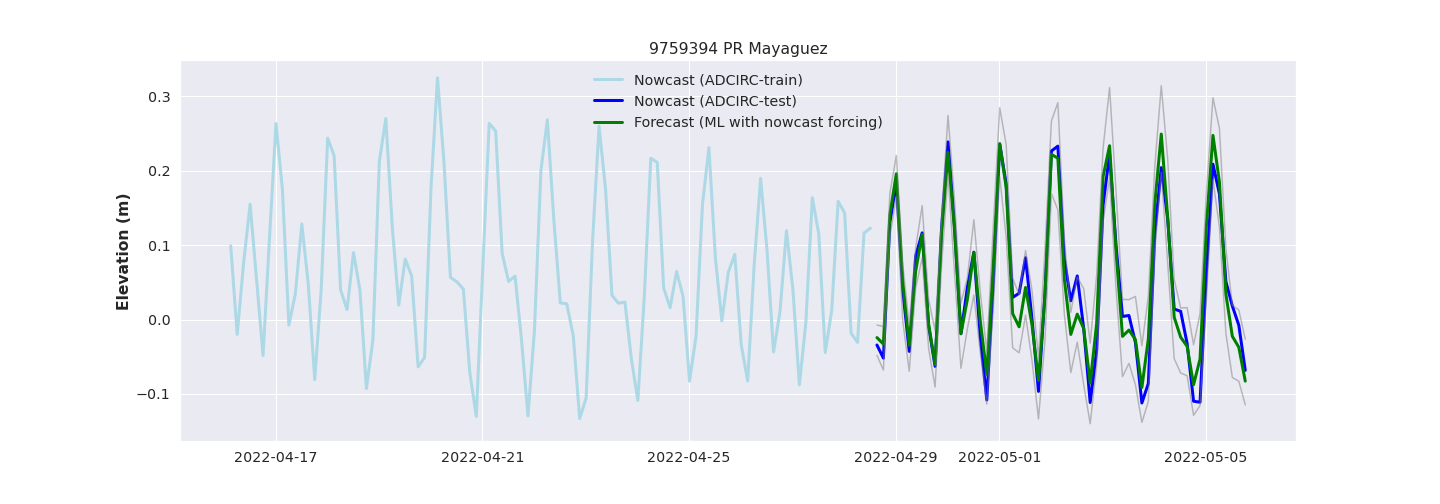 9759394 PR Mayaguez
Nowcast (ADCIRC-train)
Nowcast (ADCIRC-test)
Forecast (ML with nowcast forcing)
Elevation (m)
0.3
0.2
0.1
0.0
−0.1
2022-04-17 2022-04-21 2022-04-25 2022-04-29 2022-05-01 2022-05-05